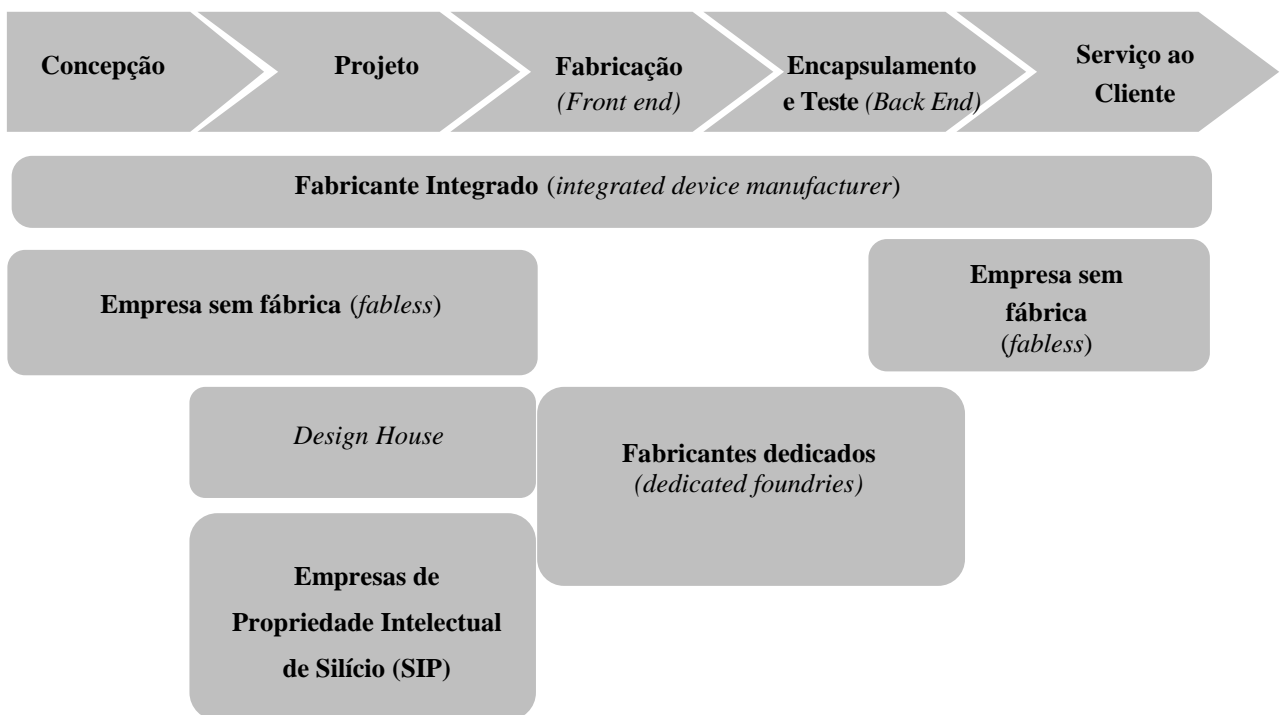 Concepção
Projeto
Fabricação
(Front end)
Encapsulamento
e Teste (Back End)
Serviço ao
Cliente
Fabricante Integrado (integrated device manufacturer)
Empresa sem fábrica (fabless)
Empresa sem
fábrica
(fabless)
Design House
Fabricantes dedicados
(dedicated foundries)
Empresas de
Propriedade Intelectual
de Silício (SIP)